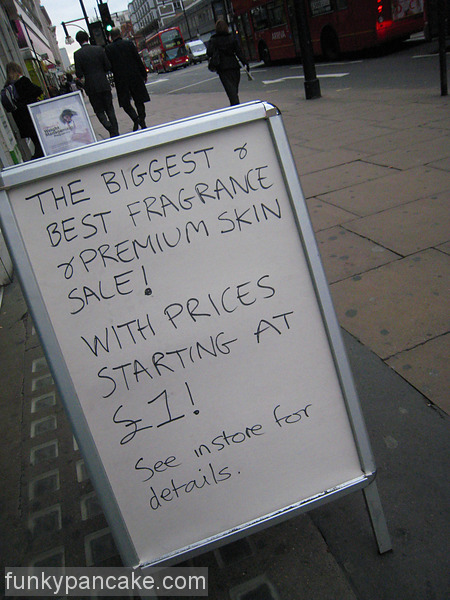 THE BIGGEST &
BEST FRAGRANCE
& PREMIUM SKIN
SALE!
WITH PRICES
STARTING AT
£1!
See instore for
details.
funkypancake.com